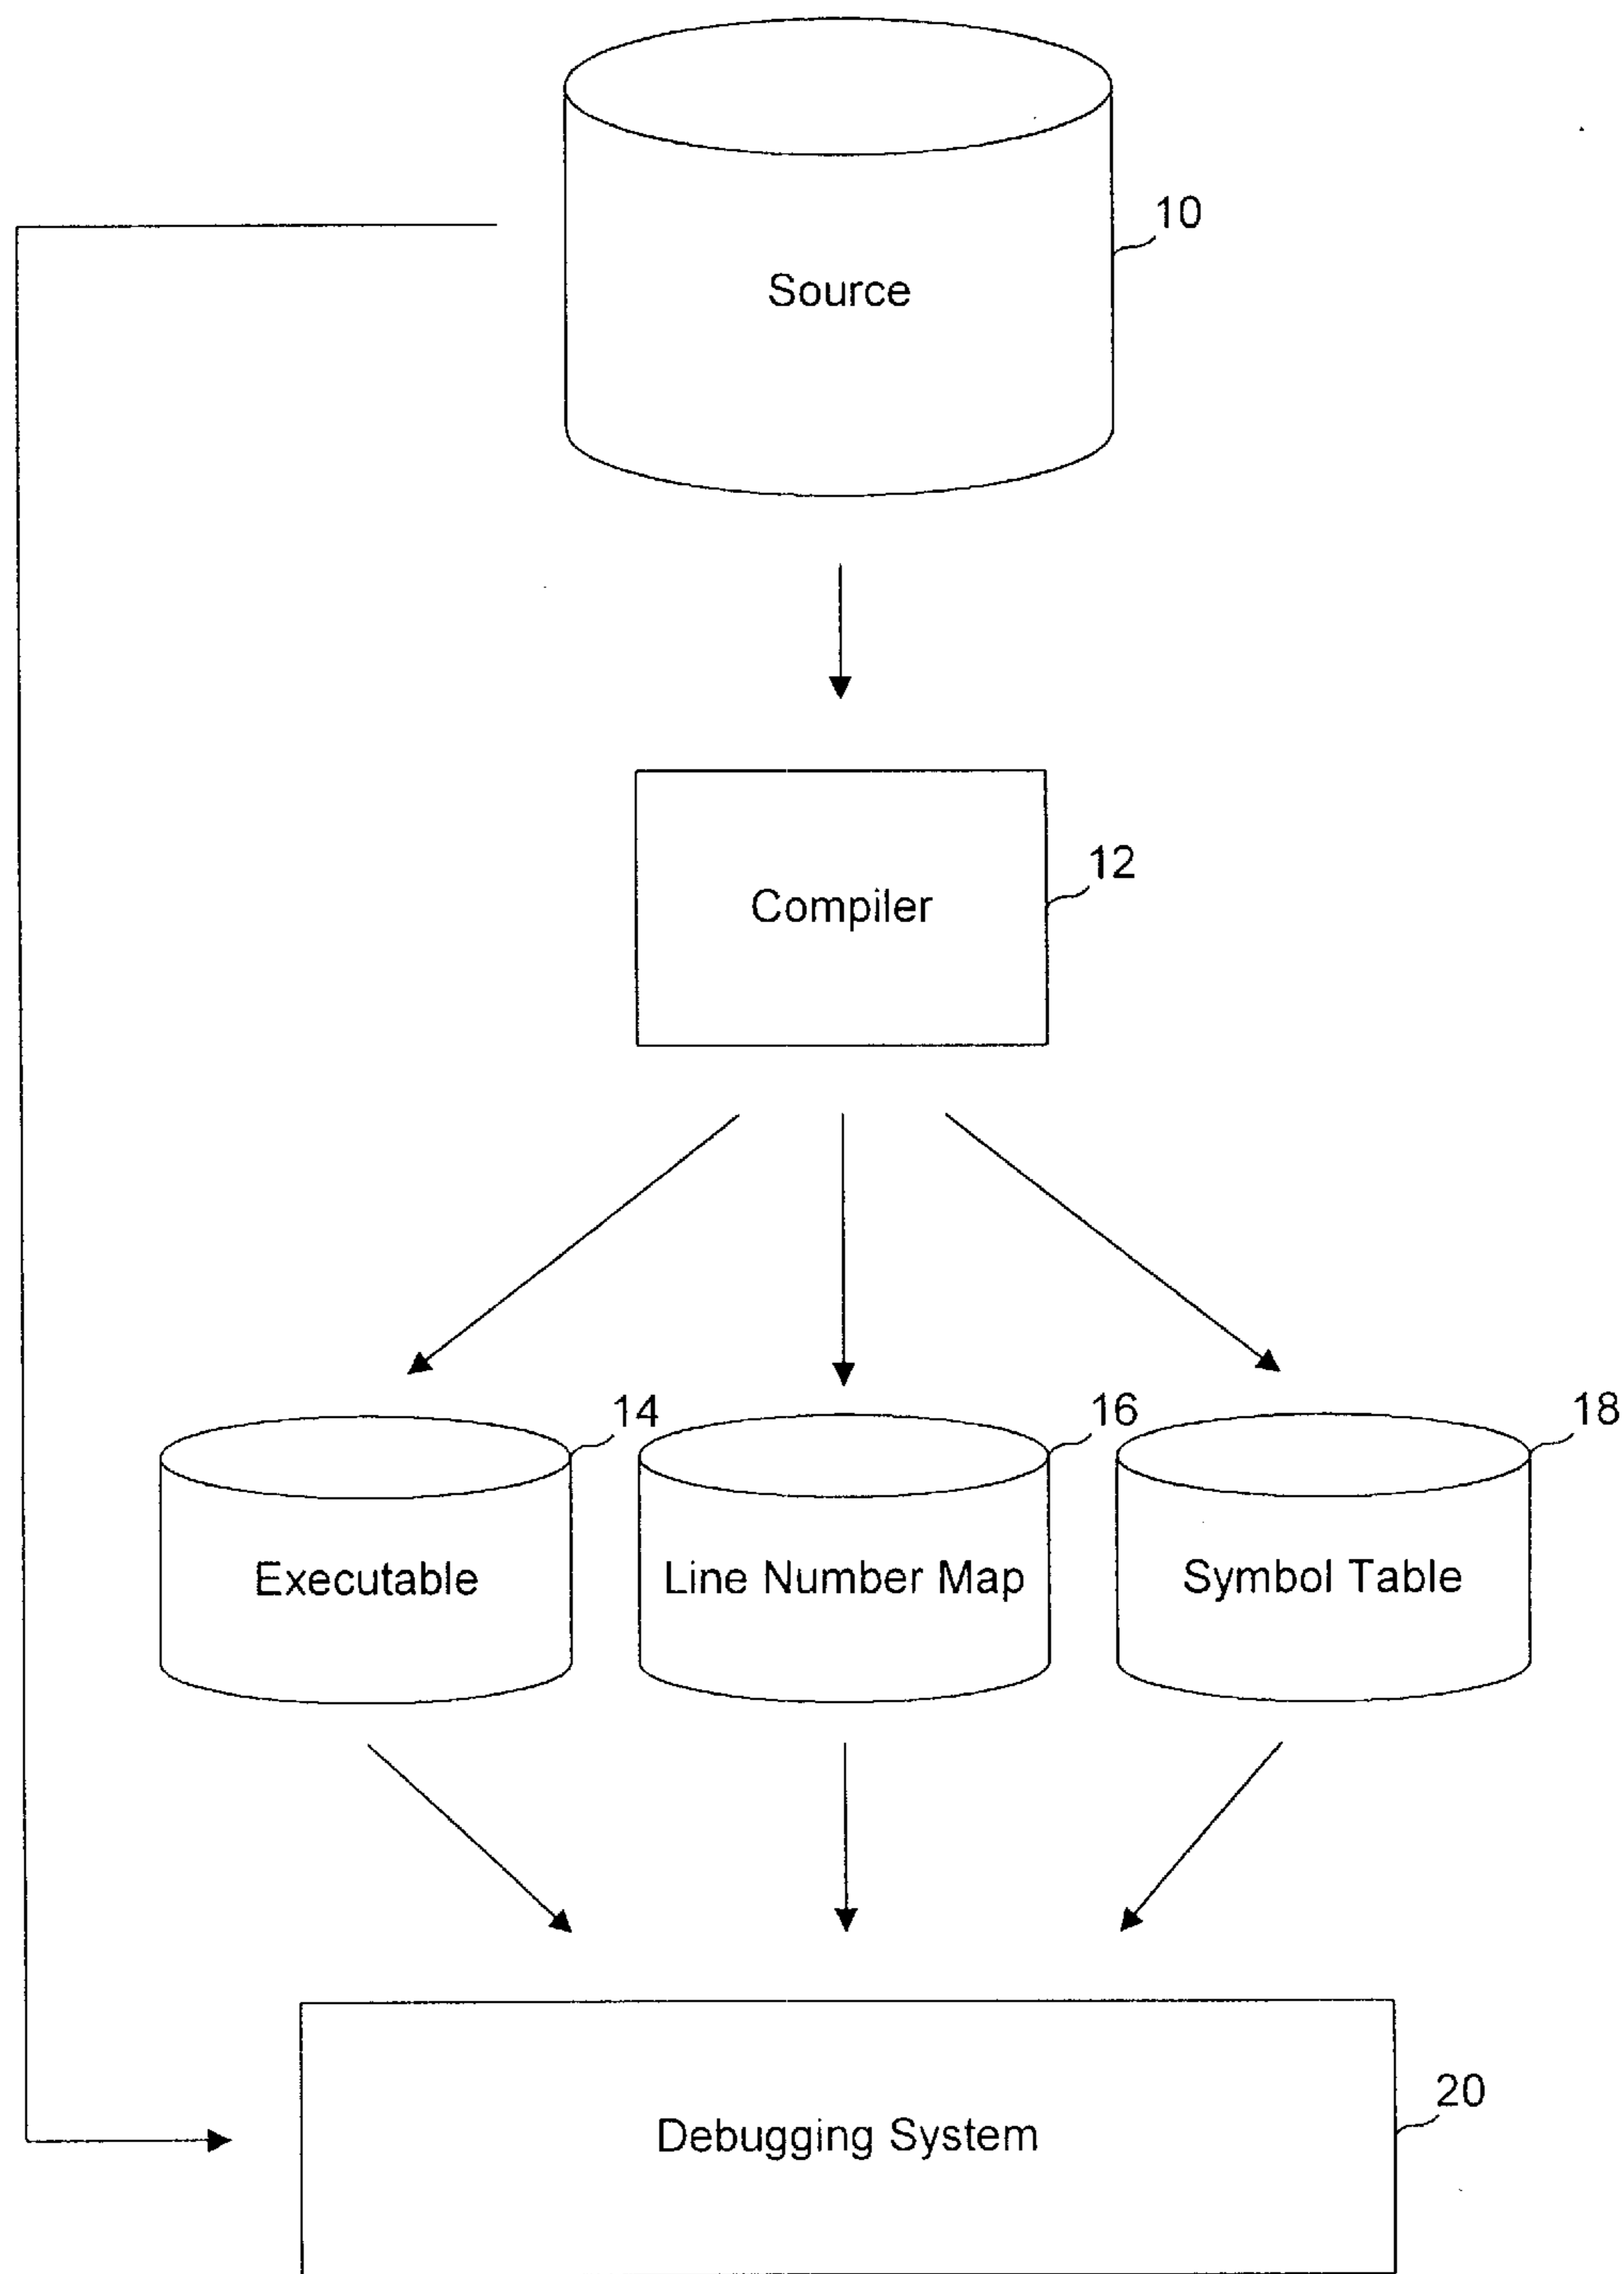 10
Source
12
Compiler
14
16
18
Executable
Line Number Map
Symbol Table
20
Debugging System